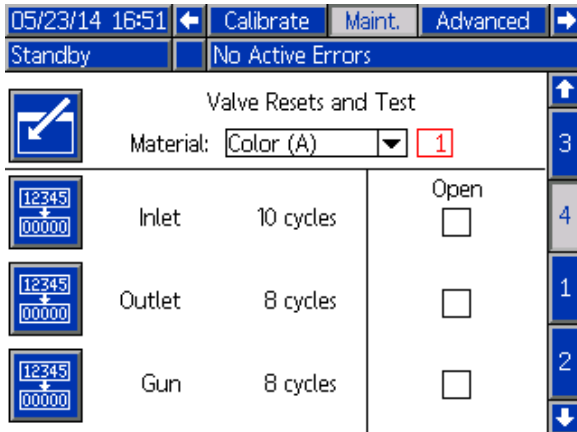 05/23/14 16:51 Calibrate Maint. Advanced
Standby No Active Errors
Valve Resets and Test
Material: Color (A) 1
3
Open
12345
00000
Inlet 10 cycles
4
12345
00000
Outlet 8 cycles
1
12345
00000
Gun 8 cycles
2